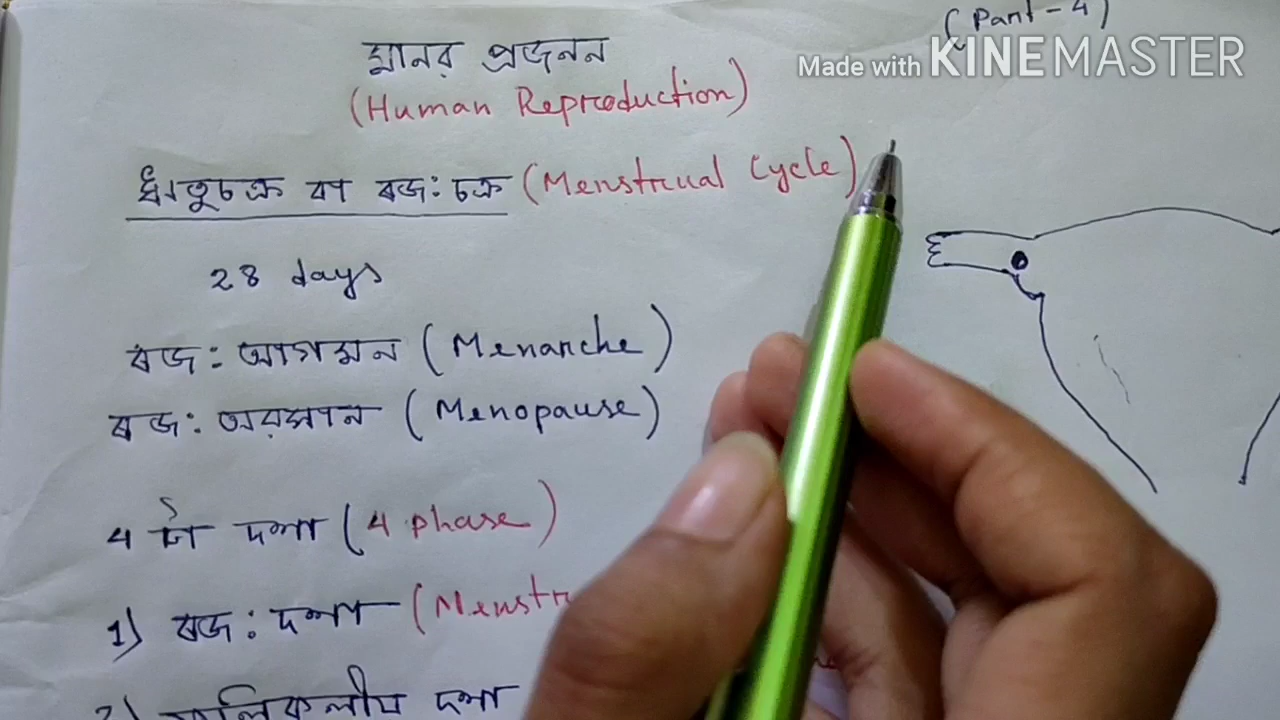 (Part - 4)
Made with KINEMASTER
মানৱ প্ৰজনন
(Human Reproduction)
ঋতুচক্ৰ বা ৰজ: চক্ৰ (Menstrual Cycle)
28 days
ৰজ: আগমন (Menarche)
ৰজ: অৱসান (Menopause)
4 টা দশা (4 phase)
1) ৰজ: দশা (Menstr
2) ফলিকলীয় দশা